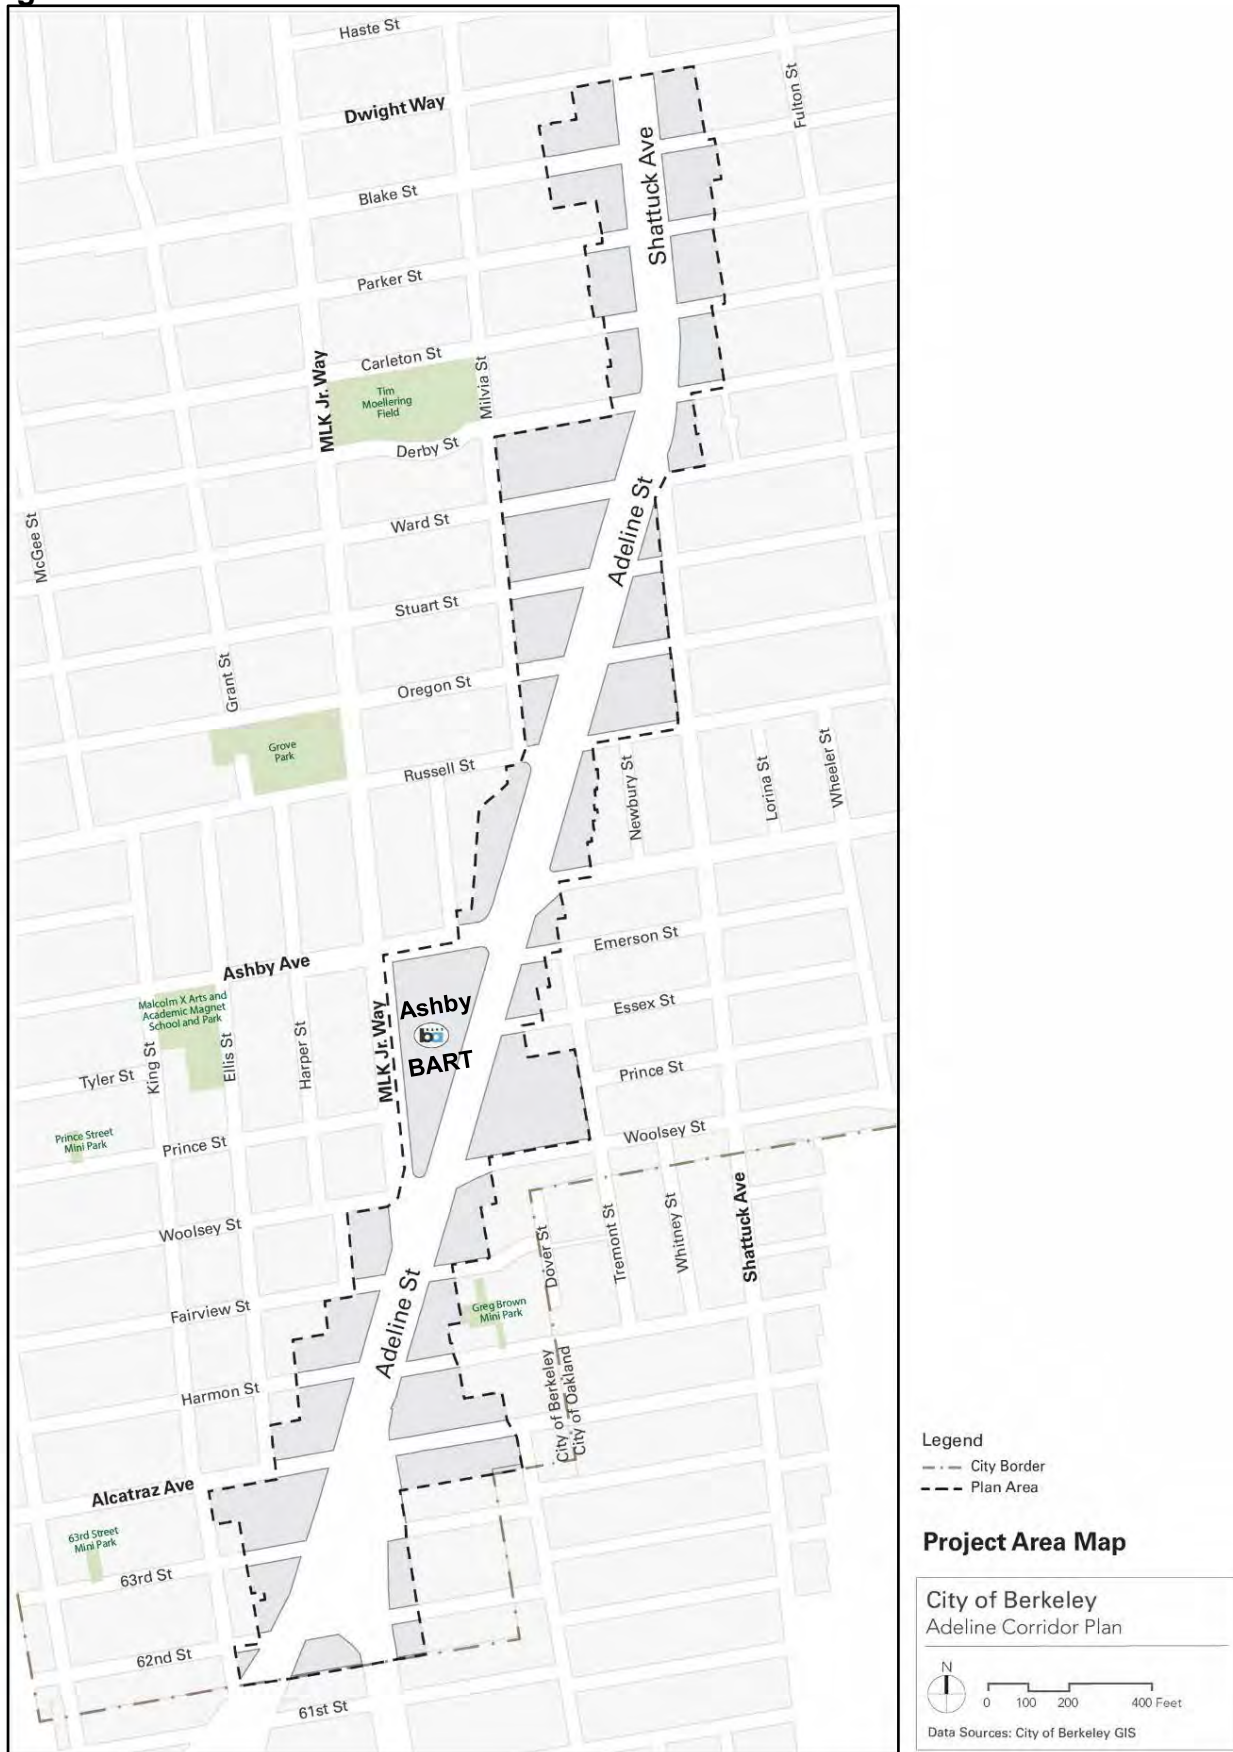 g
Haste St
Fulton St
Dwight Way
Shattuck Ave
Blake St
Parker St
Carleton St
MLK Jr. Way
Tim
Moellering
Field
Milvia St
Derby St
Adeline St
McGee St
Ward St
Stuart St
Grant St
Oregon St
Grove
Park
Russell St
Newbury St
Lorina St
Wheeler St
Emerson St
Ashby Ave
Malcolm X Arts and
Academic Magnet
School and Park
MLK Jr. Way
Ashby
ba
BART
Essex St
King St
Ellis St
Harper St
Tyler St
Prince St
Prince Street
Mini Park
Prince St
Woolsey St
Woolsey St
Dover St
Tremont St
Whitney St
Shattuck Ave
Fairview St
Adeline St
Greg Brown
Mini Park
Harmon St
City of Berkeley
City of Oakland
Alcatraz Ave
63rd Street
Mini Park
63rd St
62nd St
61st St
Legend
City Border
Plan Area
Project Area Map
City of Berkeley
Adeline Corridor Plan
N
0 100 200 400 Feet
Data Sources: City of Berkeley GIS